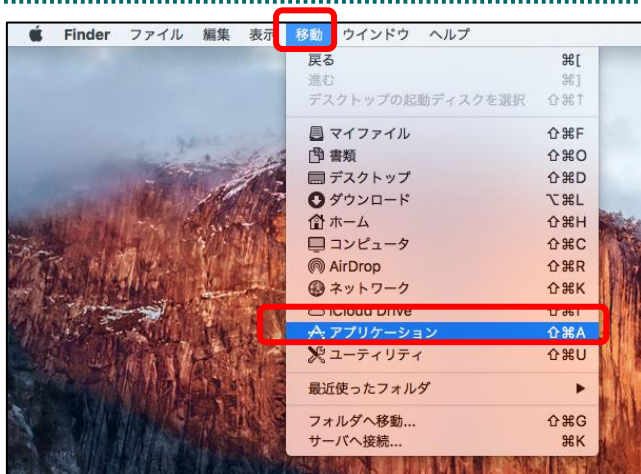 Finder ファイル 編集 表示 移動 ウインドウ ヘルプ
戻る ⌘[
進む ⌘]
デスクトップの起動ディスクを選択 ⇧⌘↑
マイファイル ⇧⌘F
書類 ⇧⌘O
デスクトップ ⇧⌘D
ダウンロード ⌥⌘L
ホーム ⇧⌘H
コンピュータ ⇧⌘C
AirDrop ⇧⌘R
ネットワーク ⇧⌘K
iCloud Drive ⇧⌘I
アプリケーション ⇧⌘A
ユーティリティ ⇧⌘U
最近使ったフォルダ ▶
フォルダへ移動... ⇧⌘G
サーバへ接続... ⌘K